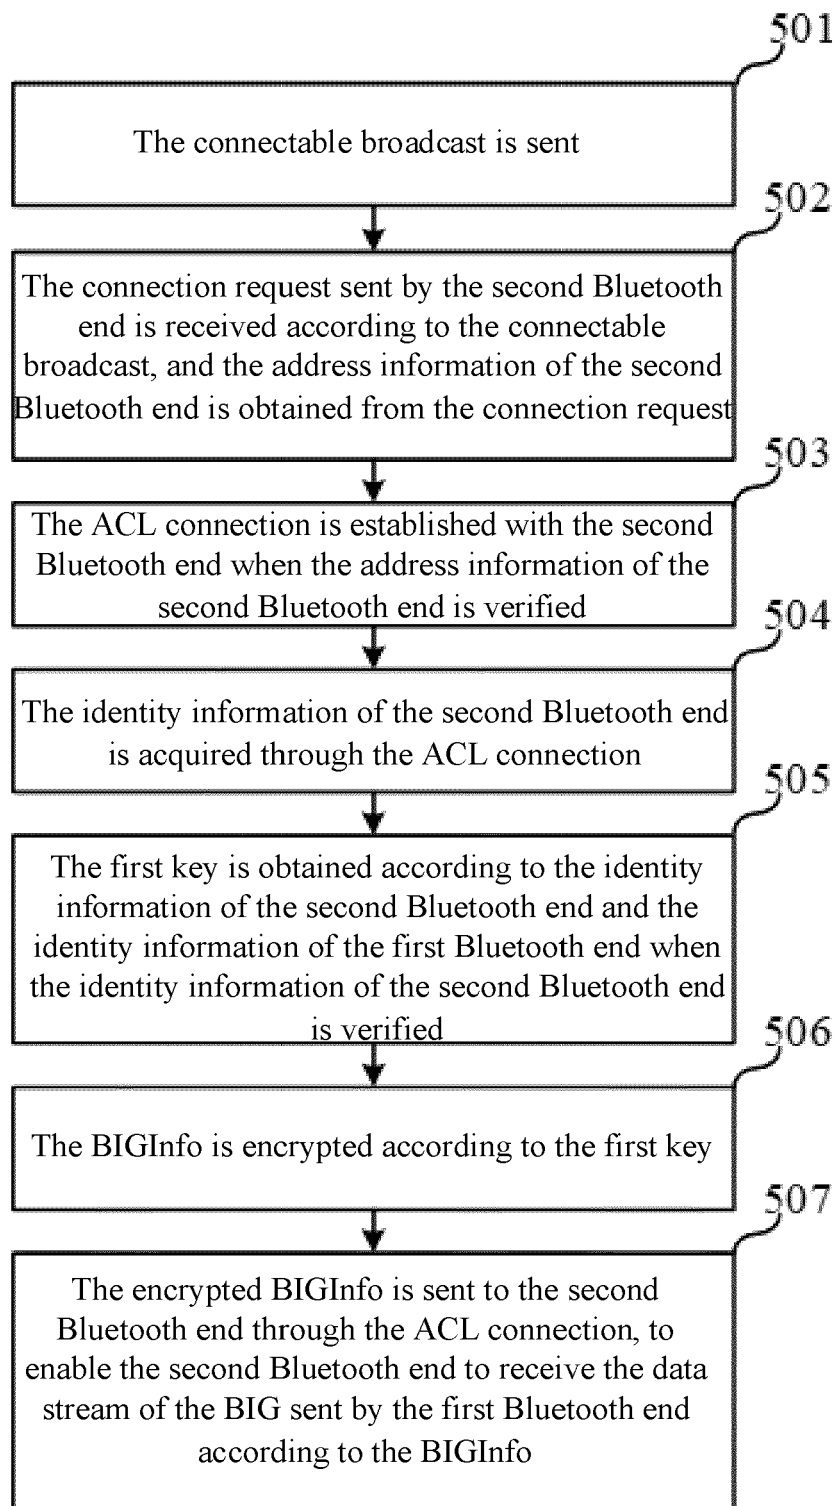 501
The connectable broadcast is sent
502
The connection request sent by the second Bluetooth
end is received according to the connectable
broadcast, and the address information of the second
Bluetooth end is obtained from the connection request
503
The ACL connection is established with the second
Bluetooth end when the address information of the
second Bluetooth end is verified
504
The identity information of the second Bluetooth end
is acquired through the ACL connection
505
The first key is obtained according to the identity
information of the second Bluetooth end and the
identity information of the first Bluetooth end when
the identity information of the second Bluetooth end
is verified
506
The BIGInfo is encrypted according to the first key
507
The encrypted BIGInfo is sent to the second
Bluetooth end through the ACL connection, to
enable the second Bluetooth end to receive the data
stream of the BIG sent by the first Bluetooth end
according to the BIGInfo